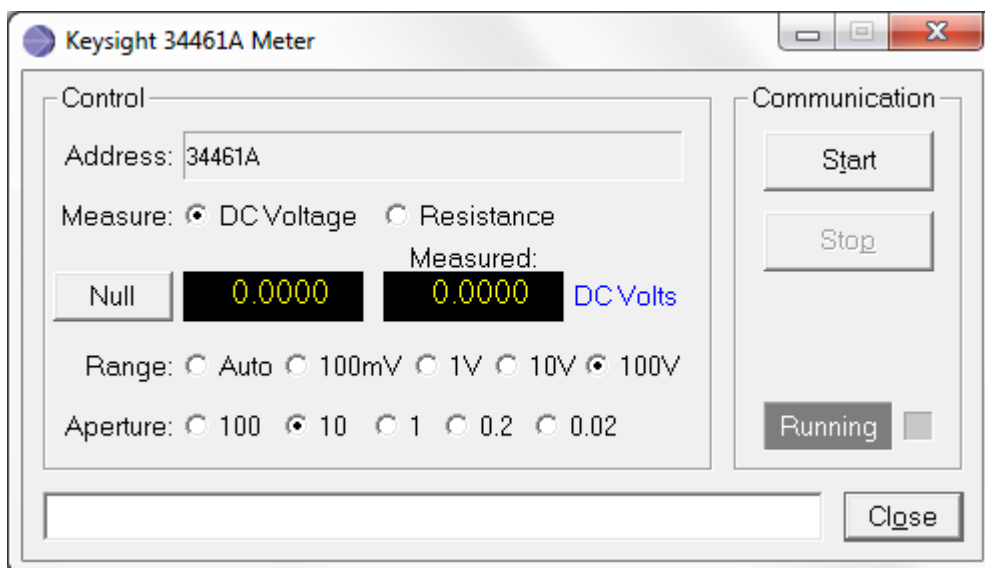 Keysight 34461A Meter
Control
Address: 34461A
Measure: DC Voltage Resistance
Measured:
Null 0.0000 0.0000 DC Volts
Range: Auto 100mV 1V 10V 100V
Aperture: 100 10 1 0.2 0.02
Communication
Start
Stop
Running
Close